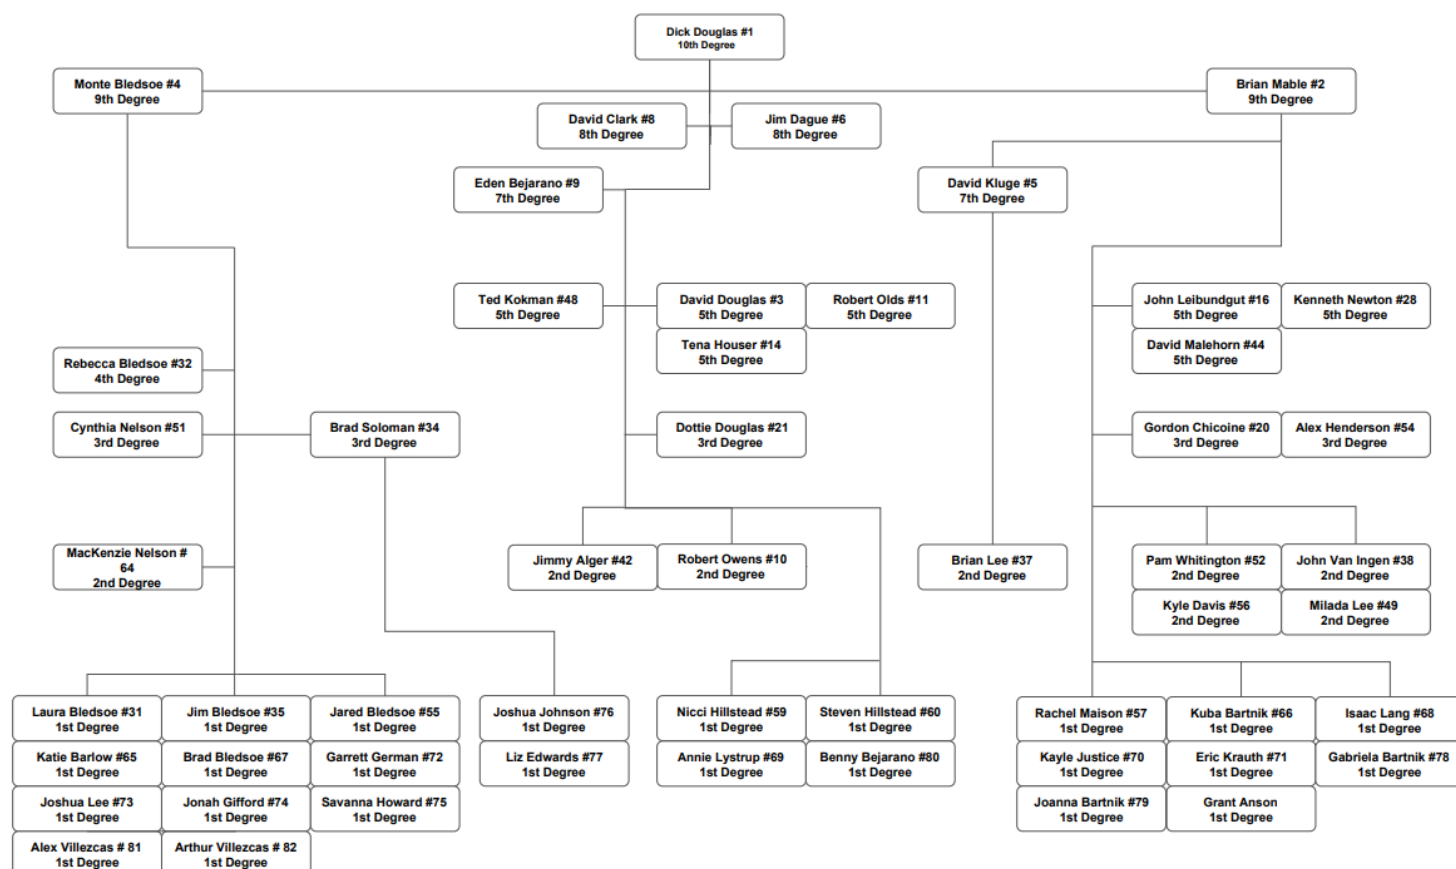 Dick Douglas #1
10th Degree
Monte Bledsoe #4
9th Degree
Brian Mable #2
9th Degree
David Clark #8
8th Degree
Jim Dague #6
8th Degree
Eden Bejarano #9
7th Degree
David Kluge #5
7th Degree
Ted Kokman #48
5th Degree
David Douglas #3
5th Degree
Robert Olds #11
5th Degree
John Leibundgut #16
5th Degree
Kenneth Newton #28
5th Degree
Tena Houser #14
5th Degree
David Malehorn #44
5th Degree
Rebecca Bledsoe #32
4th Degree
Cynthia Nelson #51
3rd Degree
Brad Soloman #34
3rd Degree
Dottie Douglas #21
3rd Degree
Gordon Chicoine #20
3rd Degree
Alex Henderson #54
3rd Degree
MacKenzie Nelson #
64
2nd Degree
Jimmy Alger #42
2nd Degree
Robert Owens #10
2nd Degree
Brian Lee #37
2nd Degree
Pam Whitington #52
2nd Degree
John Van Ingen #38
2nd Degree
Kyle Davis #56
2nd Degree
Milada Lee #49
2nd Degree
Laura Bledsoe #31
1st Degree
Jim Bledsoe #35
1st Degree
Jared Bledsoe #55
1st Degree
Joshua Johnson #76
1st Degree
Nicci Hillstead #59
1st Degree
Steven Hillstead #60
1st Degree
Rachel Maison #57
1st Degree
Kuba Bartnik #66
1st Degree
Isaac Lang #68
1st Degree
Katie Barlow #65
1st Degree
Brad Bledsoe #67
1st Degree
Garrett German #72
1st Degree
Liz Edwards #77
1st Degree
Annie Lystrup #69
1st Degree
Benny Bejarano #80
1st Degree
Kayle Justice #70
1st Degree
Eric Krauth #71
1st Degree
Gabriela Bartnik #78
1st Degree
Joshua Lee #73
1st Degree
Jonah Gifford #74
1st Degree
Savanna Howard #75
1st Degree
Joanna Bartnik #79
1st Degree
Grant Anson
1st Degree
Alex Villezcas # 81
1st Degree
Arthur Villezcas # 82
1st Degree